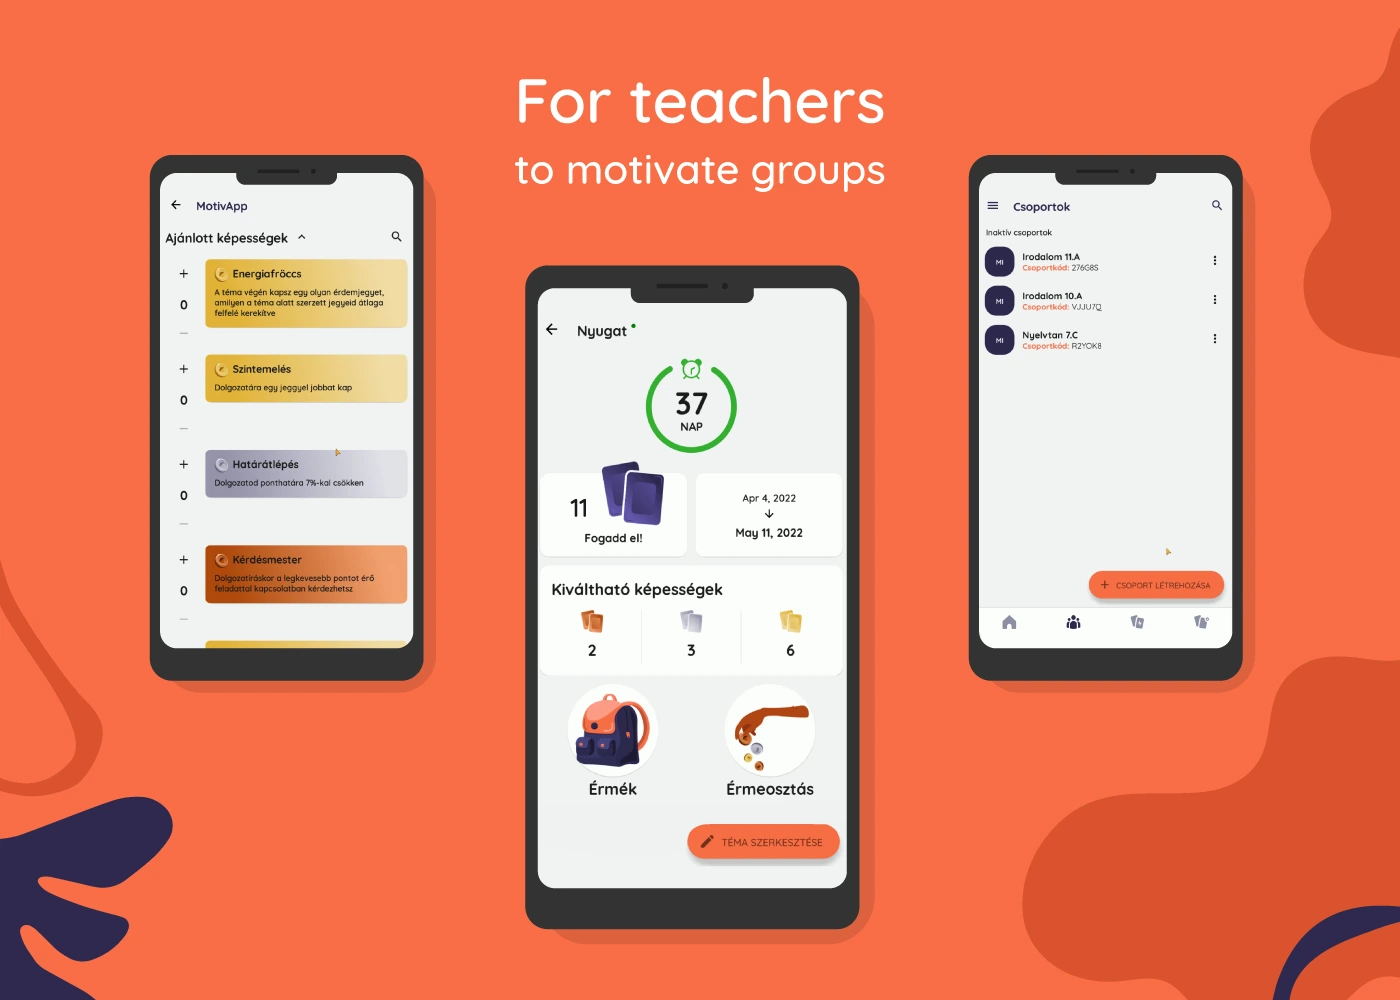 For teachers
to motivate groups
MotivApp
Ajánlott képességek
+
0
—
Energiafröccs
A téma végén kapsz egy olyan érdemjegyet,
amilyen a téma alatt szerzett jegyeid átlaga
felfelé kerekítve
+
0
—
Szintemelés
Dolgozatára egy jeggyel jobbat kap
+
0
—
Határátlépés
Dolgozatod ponthatára 7%-kal csökken
+
0
—
Kérdésmester
Dolgozatíráskor a legkevesebb pontot érő
feladattal kapcsolatban kérdezhetsz
Nyugat
37
NAP
11
Fogadd el!
Apr 4, 2022
May 11, 2022
Kiváltható képességek
2
3
6
Érmék
Érmeosztás
TÉMA SZERKESZTÉSE
Csoportok
Inaktív csoportok
MI
Irodalom 11.A
Csoportkód: 276G8S
MI
Irodalom 10.A
Csoportkód: VJJU7Q
MI
Nyelvtan 7.C
Csoportkód: R2YOK8
+ CSOPORT LÉTREHOZÁSA